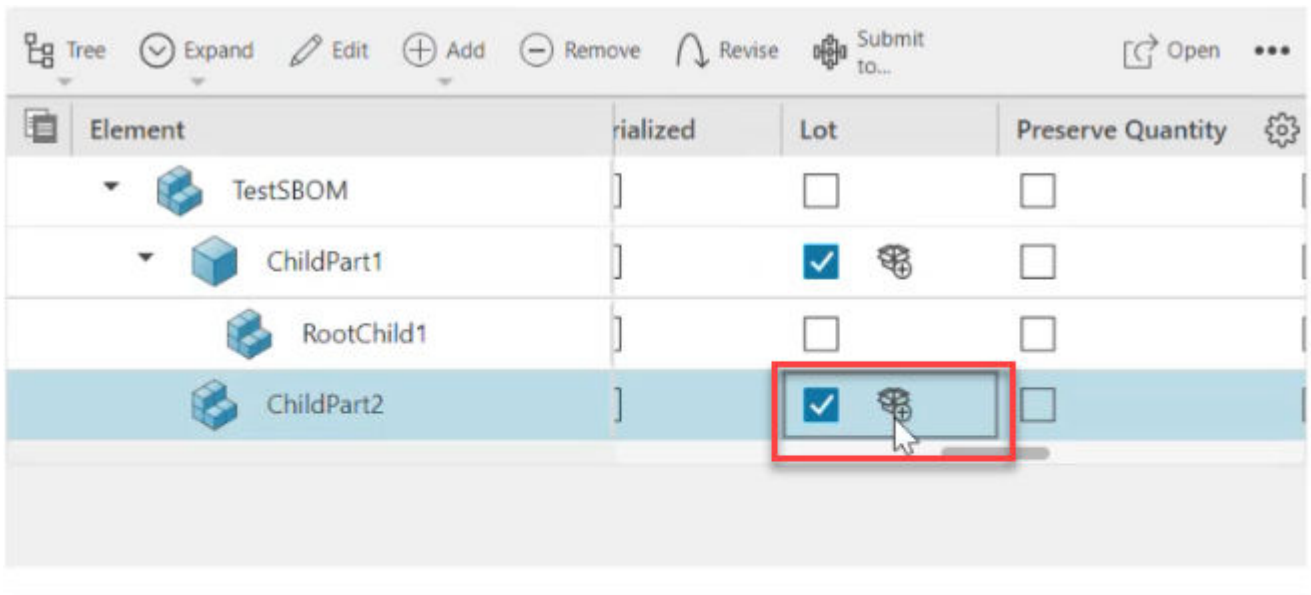 Tree Expand Edit Add Remove Revise Submit to... Open
Element rialized Lot Preserve Quantity
TestSBOM
ChildPart1
RootChild1
ChildPart2